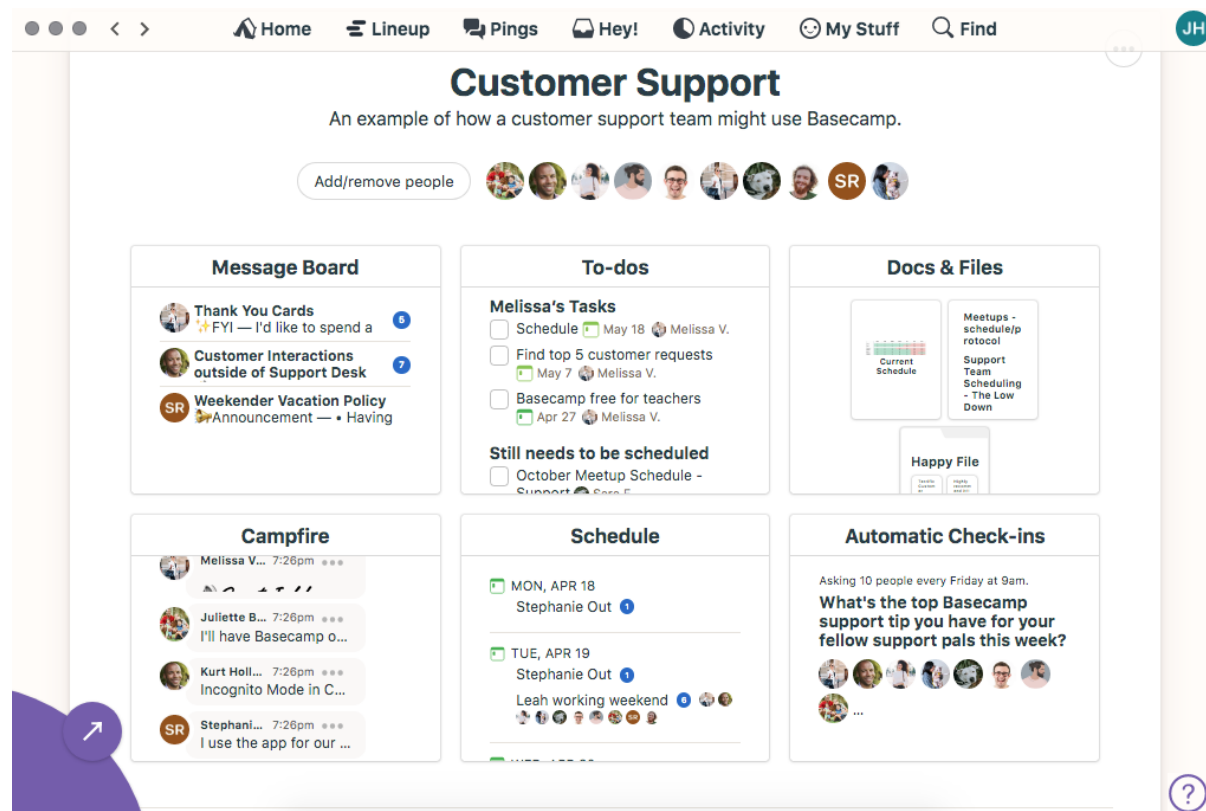 Home Lineup Pings Hey! Activity My Stuff Find JH
Customer Support
An example of how a customer support team might use Basecamp.
Add/remove people
SR
Message Board
Thank You Cards
✨FYI — I'd like to spend a
5
Customer Interactions
outside of Support Desk
7
SR
Weekender Vacation Policy
📯Announcement — • Having
To-dos
Melissa's Tasks
Schedule May 18 Melissa V.
Find top 5 customer requests
May 7 Melissa V.
Basecamp free for teachers
Apr 27 Melissa V.
Still needs to be scheduled
October Meetup Schedule -
Support Sara F.
Docs & Files
Current
Schedule
Meetups -
schedule/p
rotocol
Support
Team
Scheduling
- The Low
Down
Happy File
Campfire
Melissa V... 7:26pm
Juliette B... 7:26pm
I'll have Basecamp o...
Kurt Holl... 7:26pm
Incognito Mode in C...
SR
Stephani... 7:26pm
I use the app for our ...
Schedule
MON, APR 18
Stephanie Out 1
TUE, APR 19
Stephanie Out 1
Leah working weekend 6
SR
Automatic Check-ins
Asking 10 people every Friday at 9am.
What's the top Basecamp
support tip you have for your
fellow support pals this week?
...
?